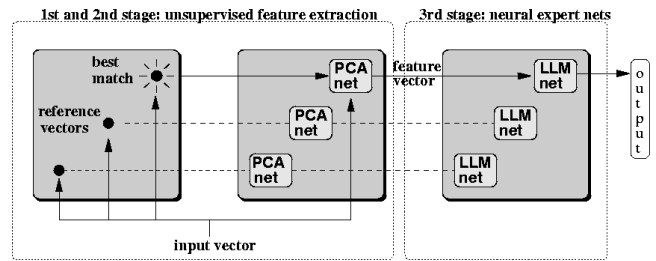 1st and 2nd stage: unsupervised feature extraction
3rd stage: neural expert nets
best
match
reference
vectors
PCA
net
PCA
net
PCA
net
feature
vector
LLM
net
LLM
net
LLM
net
output
input vector